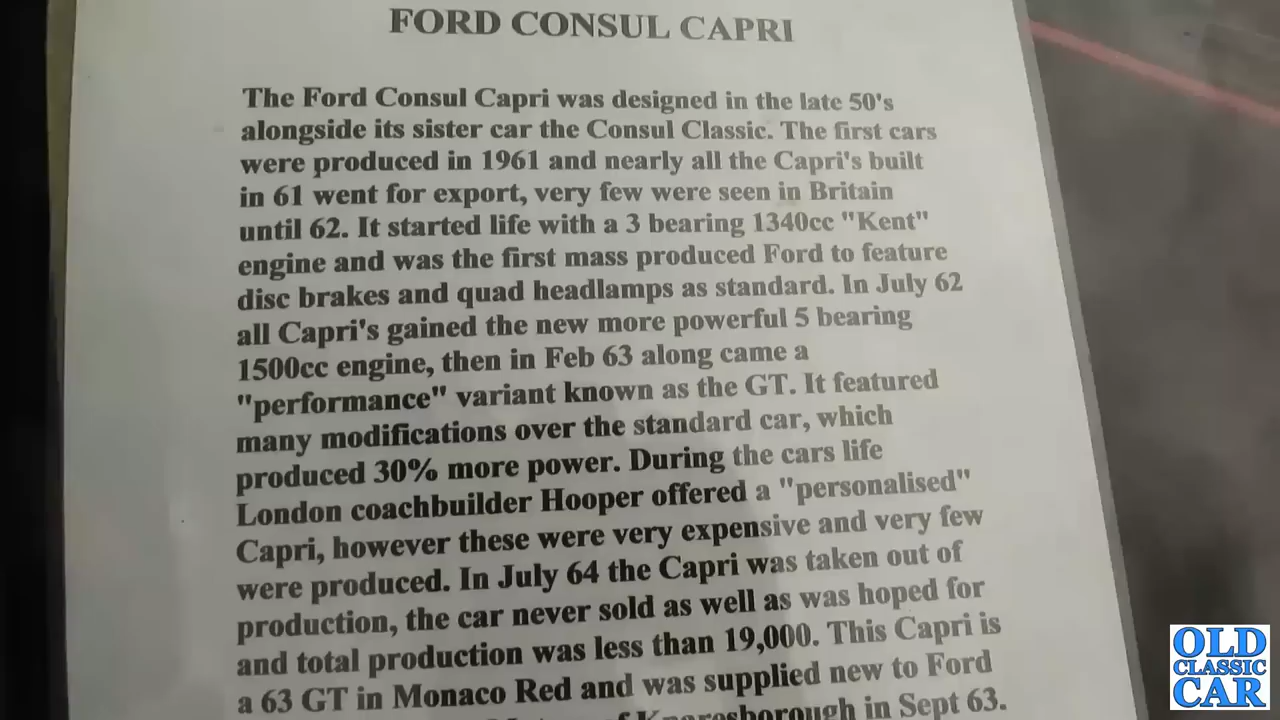 FORD CONSUL CAPRI
The Ford Consul Capri was designed in the late 50's
alongside its sister car the Consul Classic. The first cars
were produced in 1961 and nearly all the Capri's built
in 61 went for export, very few were seen in Britain
until 62. It started life with a 3 bearing 1340cc "Kent"
engine and was the first mass produced Ford to feature
disc brakes and quad headlamps as standard. In July 62
all Capri's gained the new more powerful 5 bearing
1500cc engine, then in Feb 63 along came a
"performance" variant known as the GT. It featured
many modifications over the standard car, which
produced 30% more power. During the cars life
London coachbuilder Hooper offered a "personalised"
Capri, however these were very expensive and very few
were produced. In July 64 the Capri was taken out of
production, the car never sold as well as was hoped for
and total production was less than 19,000. This Capri is
a 63 GT in Monaco Red and was supplied new to Ford
of Knaresborough in Sept 63.
OLD
CLASSIC
CAR